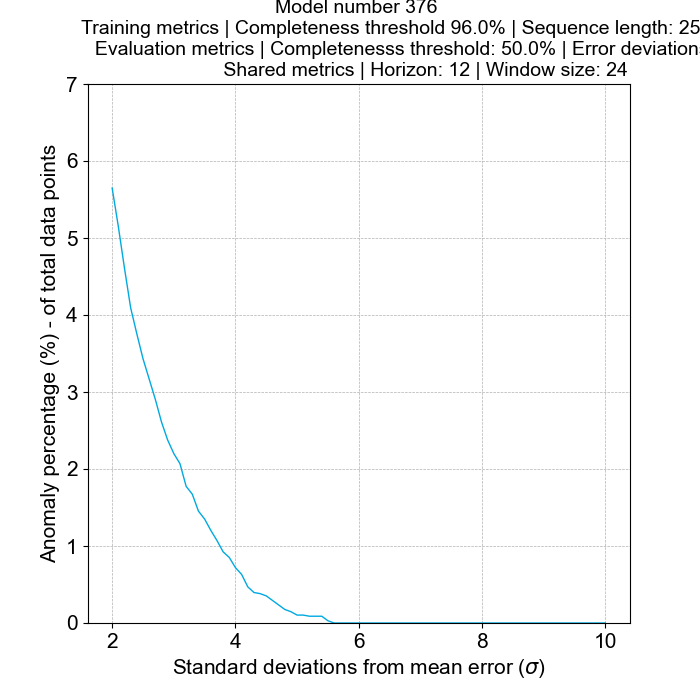 Model number 376
Training metrics | Completeness threshold 96.0% | Sequence length: 25
Evaluation metrics | Completenesss threshold: 50.0% | Error deviation
Shared metrics | Horizon: 12 | Window size: 24
7
6
5
4
3
2
1
0
Anomaly percentage (%) - of total data points
2 4 6 8 10
Standard deviations from mean error (σ)